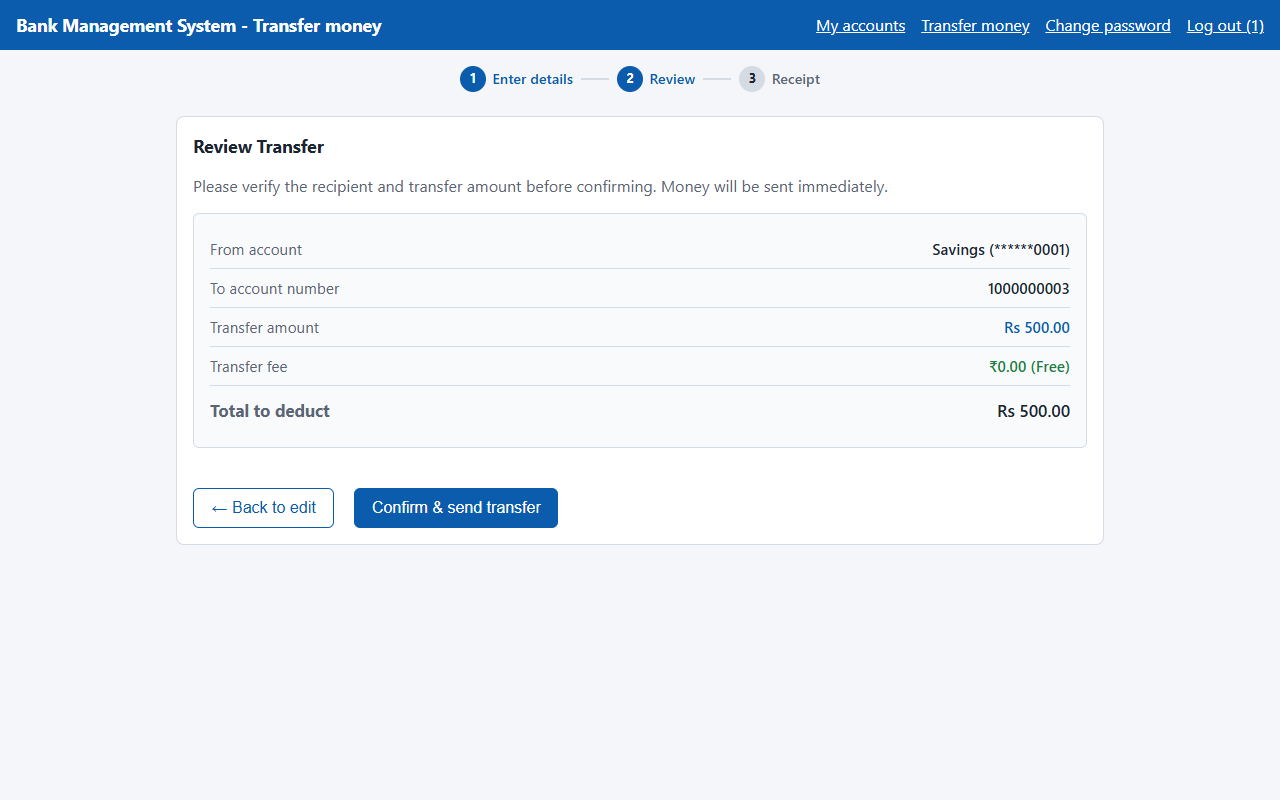 Bank Management System - Transfer money
My accounts Transfer money Change password Log out (1)
1 Enter details 2 Review 3 Receipt
Review Transfer
Please verify the recipient and transfer amount before confirming. Money will be sent immediately.
From account Savings (******0001)
To account number 1000000003
Transfer amount Rs 500.00
Transfer fee ₹0.00 (Free)
Total to deduct Rs 500.00
← Back to edit Confirm & send transfer